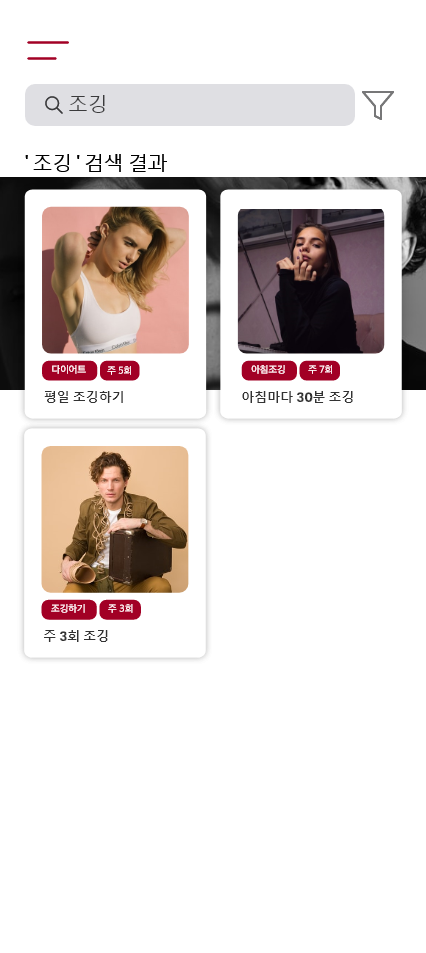 조깅
' 조깅 ' 검색 결과
다이어트 주 5회
평일 조깅하기
아침조깅 주 7회
아침마다 30분 조깅
조깅하기 주 3회
주 3회 조깅